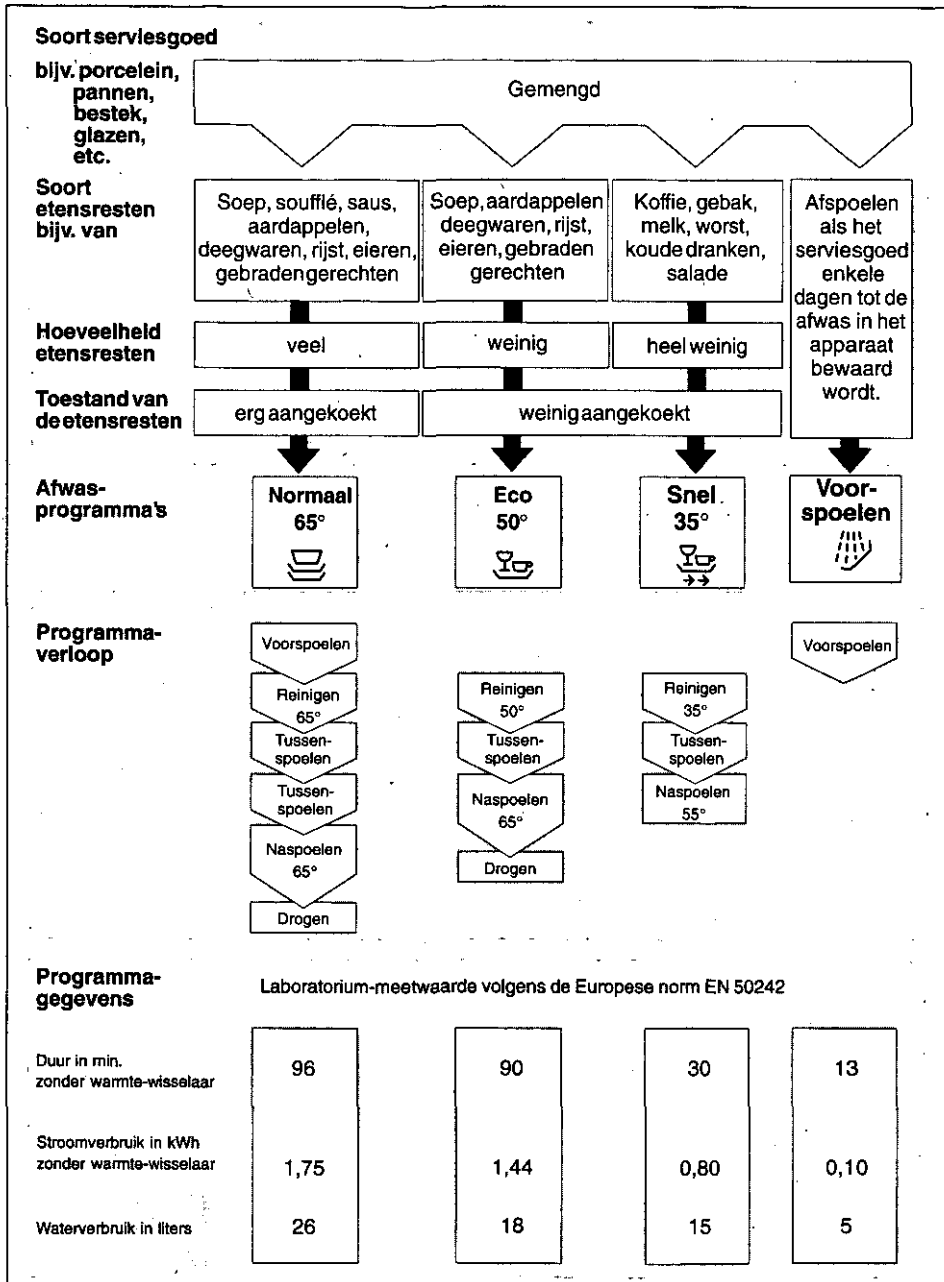 Soort serviesgoed
bijv. porcelein,
pannen,
bestek,
glazen,
etc.
Gemengd
Soort
etensresten
bijv. van
Soep, soufflé, saus,
aardappelen,
deegwaren, rijst, eieren,
gebraden gerechten
Soep, aardappelen
deegwaren, rijst,
eieren, gebraden
gerechten
Koffie, gebak,
melk, worst,
koude dranken,
salade
Afspoelen
als het
serviesgoed
enkele
dagen tot de
afwas in het
apparaat
bewaard
wordt.
Hoeveelheid
etensresten
veel
weinig
heel weinig
Toestand van
de etensresten
erg aangekoekt
weinig aangekoekt
Afwas-
programma's
Normaal
65°
Eco
50°
Snel
35°
Voor-
spoelen
Programma-
verloop
Voorspoelen
Reinigen
65°
Tussen-
spoelen
Tussen-
spoelen
Naspoelen
65°
Drogen
Reinigen
50°
Tussen-
spoelen
Naspoelen
65°
Drogen
Reinigen
35°
Tussen-
spoelen
Naspoelen
55°
Voorspoelen
Programma-
gegevens
Laboratorium-meetwaarde volgens de Europese norm EN 50242
Duur in min.
zonder warmte-wisselaar
96 90 30 13
Stroomverbruik in kWh
zonder warmte-wisselaar
1,75 1,44 0,80 0,10
Waterverbruik in liters
26 18 15 5